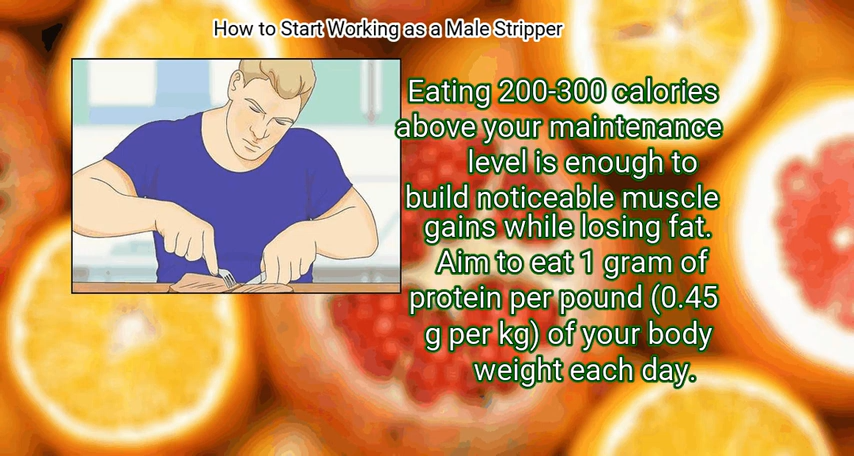 How to Start Working as a Male Stripper
Eating 200-300 calories
above your maintenance
level is enough to
build noticeable muscle
gains while losing fat.
Aim to eat 1 gram of
protein per pound (0.45
g per kg) of your body
weight each day.